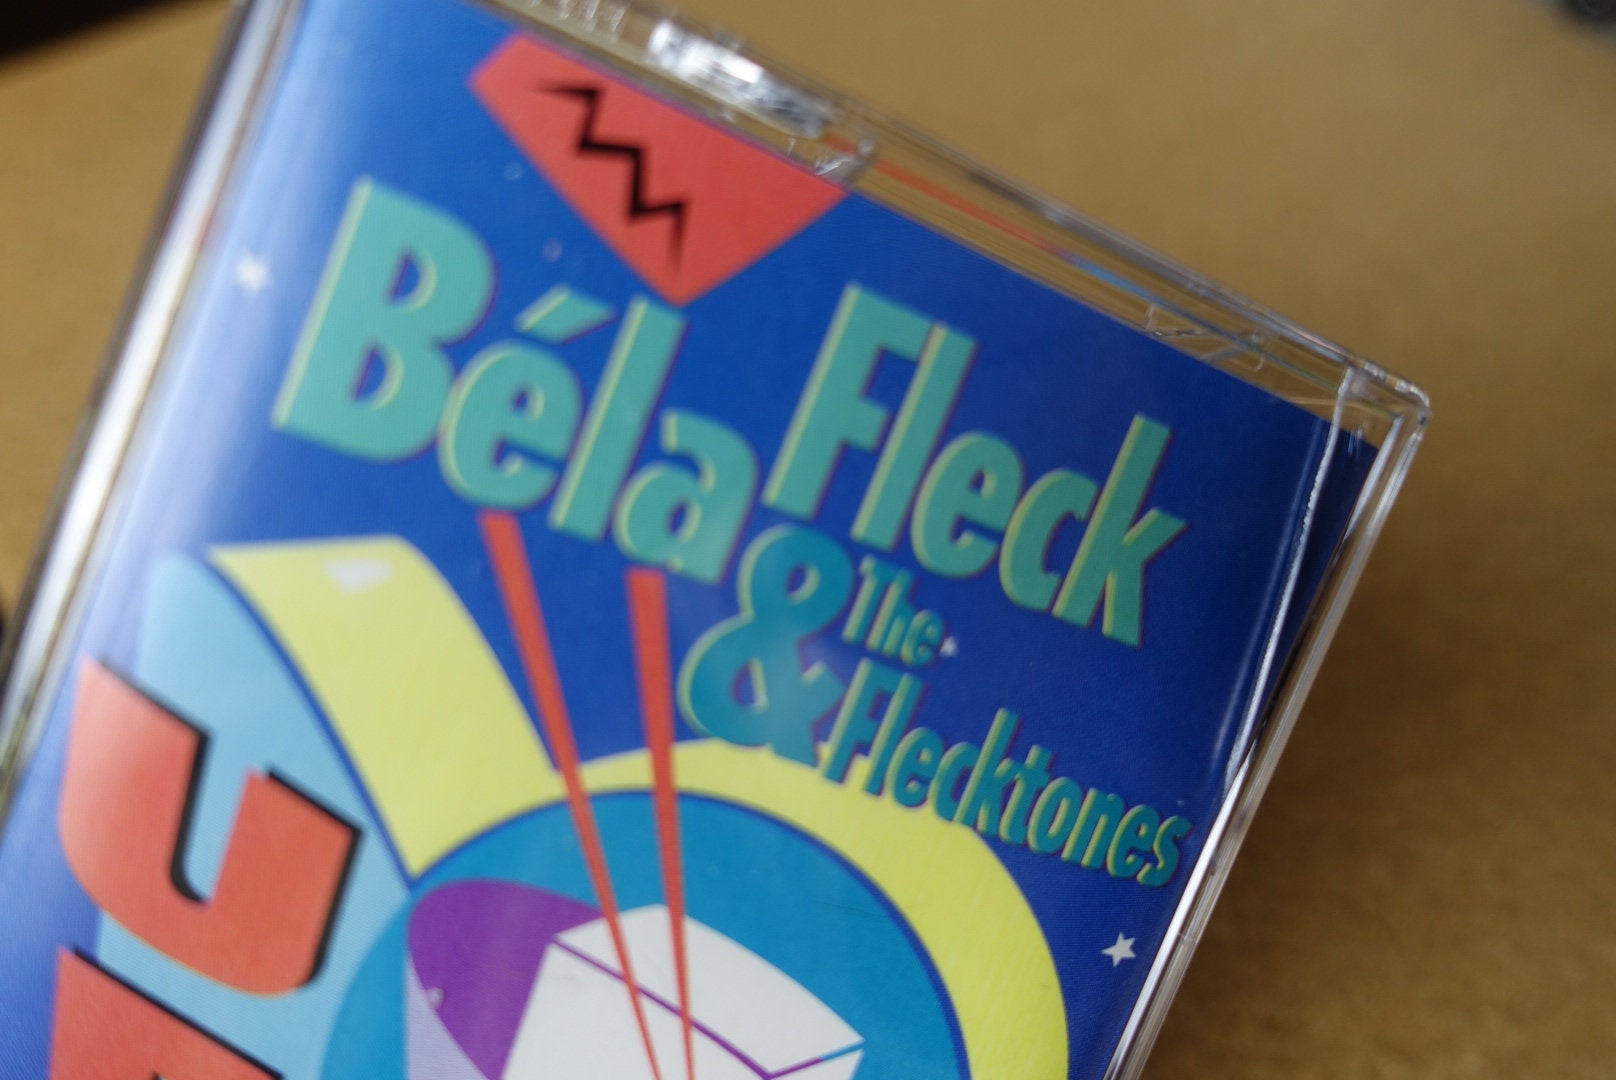 Béla Fleck
& The
Flecktones
U